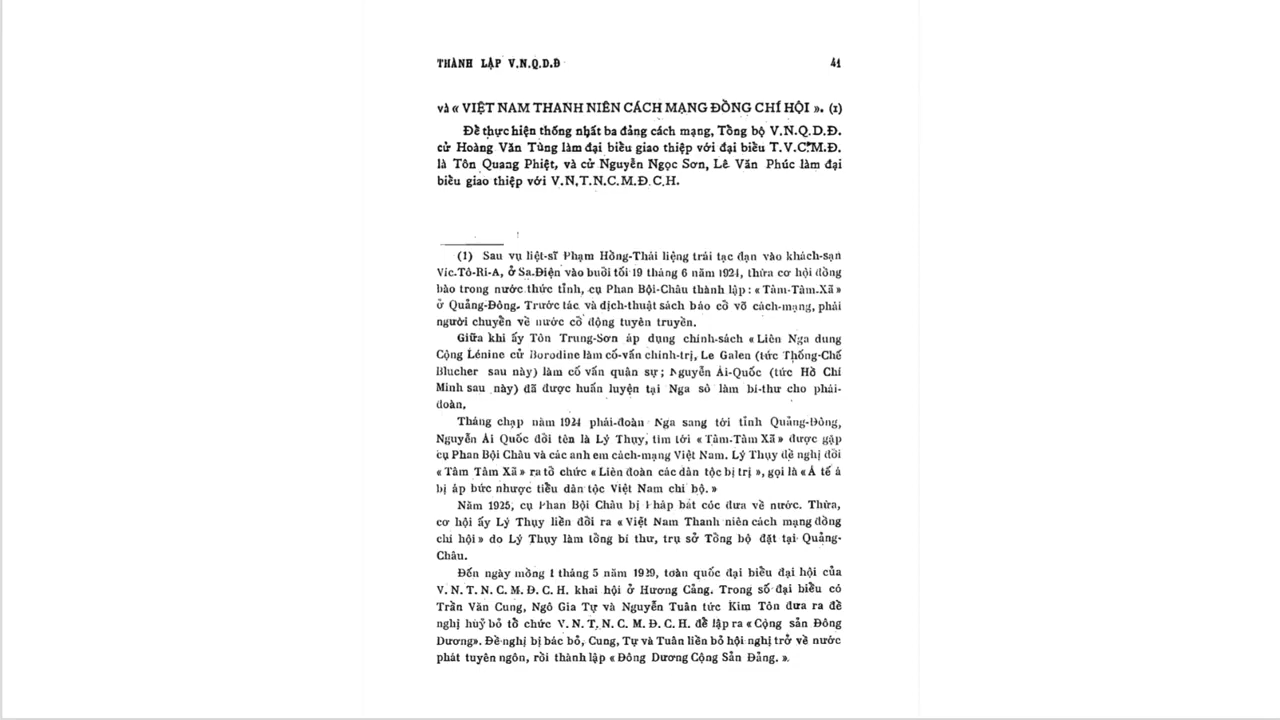 THÀNH LẬP V.N.Q.D.Đ 41
và « VIỆT NAM THANH NIÊN CÁCH MẠNG ĐỒNG CHÍ HỘI ». (1)
Để thực hiện thống nhất ba đảng cách mạng, Tổng bộ V.N.Q.D.Đ.
cử Hoàng Văn Tùng làm đại biểu giao thiệp với đại biểu T.V.C.M.Đ.
là Tôn Quang Phiệt, và cử Nguyễn Ngọc Sơn, Lê Văn Phúc làm đại
biểu giao thiệp với V.N.T.N.C.M.Đ.C.H.
(1) Sau vụ liệt-sĩ Phạm Hồng-Thái liệng trái tạc đạn vào khách-sạn
Vic.Tô-Ri-A, ở Sa.Điện vào buổi tối 19 tháng 6 năm 1924, thừa cơ hội đồng
bào trong nước thức tỉnh, cụ Phan Bội-Châu thành lập : « Tâm-Tâm.Xã »
ở Quảng-Đông. Trước tác và dịch-thuật sách báo cổ võ cách-mạng, phái
người chuyển về nước cổ động tuyên truyền.
Giữa khi ấy Tôn Trung-Sơn áp dụng chính-sách « Liên Nga dung
Cộng Lénine cử Borodine làm cố-vấn chính-trị, Le Galen (tức Thống-Chế
Blucher sau này) làm cố vấn quân sự ; Nguyễn Ái-Quốc (tức Hồ Chí
Minh sau này) đã được huấn luyện tại Nga sô làm bí-thư cho phái-
đoàn.
Tháng chạp năm 1924 phái-đoàn Nga sang tới tỉnh Quảng-Đông,
Nguyễn Ái Quốc đổi tên là Lý Thụy, tìm tới « Tâm-Tâm Xã » được gặp
cụ Phan Bội Châu và các anh em cách-mạng Việt Nam. Lý Thụy đề nghị đổi
« Tâm Tâm Xã » ra tổ chức « Liên đoàn các dân tộc bị trị », gọi là « Á tế á
bị áp bức nhược tiểu dân tộc Việt Nam chi bộ. »
Năm 1925, cụ Phan Bội Châu bị Pháp bắt cóc đưa về nước. Thừa,
cơ hội ấy Lý Thụy liền đổi ra « Việt Nam Thanh niên cách mạng đồng
chí hội » do Lý Thụy làm tổng bí thư, trụ sở Tổng bộ đặt tại Quảng-
Châu.
Đến ngày mồng 1 tháng 5 năm 1929, toàn quốc đại biểu đại hội của
V. N. T. N. C. M. Đ. C. H. khai hội ở Hương Cảng. Trong số đại biểu có
Trần Văn Cung, Ngô Gia Tự và Nguyễn Tuân tức Kim Tôn đưa ra đề
nghị huỷ bỏ tổ chức V. N. T. N. C. M. Đ. C. H. để lập ra « Cộng sản Đông
Dương». Đề nghị bị bác bỏ, Cung, Tự và Tuân liền bỏ hội nghị trở về nước
phát tuyên ngôn, rồi thành lập « Đông Dương Cộng Sản Đảng. ».